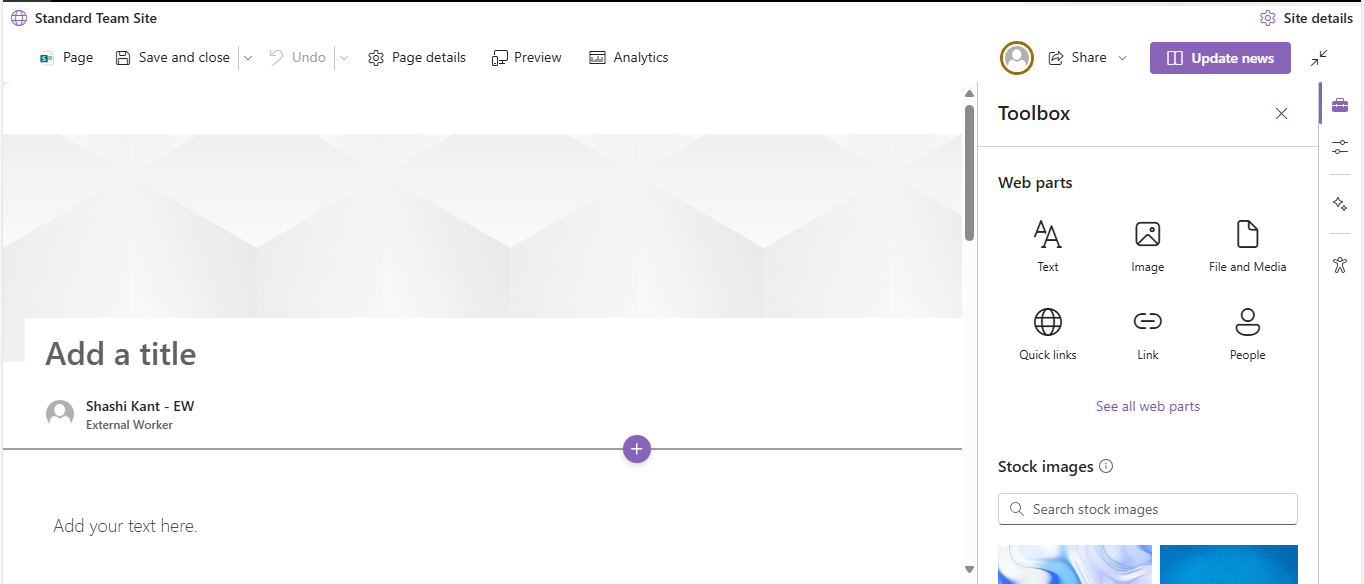 Standard Team Site
Site details
Page
Save and close
Undo
Page details
Preview
Analytics
Share
Update news
Toolbox
Web parts
Text
Image
File and Media
Quick links
Link
People
See all web parts
Stock images
Search stock images
Add a title
Shashi Kant - EW
External Worker
Add your text here.